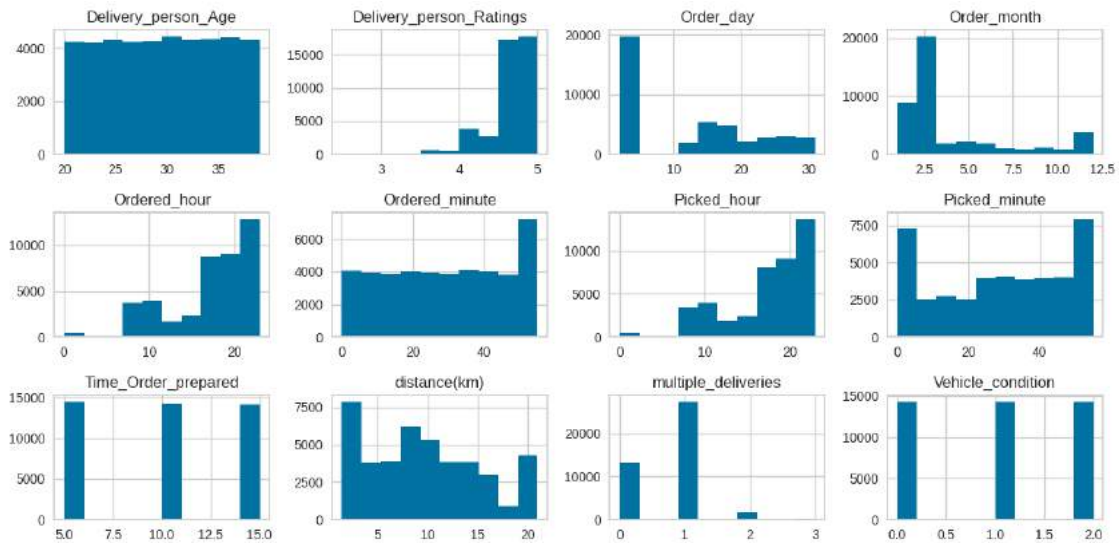 Delivery_person_Age Delivery_person_Ratings Order_day Order_month
4000 15000 20000 20000
2000 10000 10000 10000
0 5000 0 0
0
20 25 30 35 3 4 5 10 20 30 2.5 5.0 7.5 10.0 12.5
Ordered_hour Ordered_minute Picked_hour Picked_minute
10000 6000 10000 7500
5000 4000 5000 5000
0 2000 0 2500
0 0
0 10 20 0 20 40 0 10 20 0 20 40
Time_Order_prepared distance(km) multiple_deliveries Vehicle_condition
15000 7500 20000 15000
10000 5000 10000 10000
5000 2500 0 5000
0 0 0
5.0 7.5 10.0 12.5 15.0 5 10 15 20 0 1 2 3 0.0 0.5 1.0 1.5 2.0